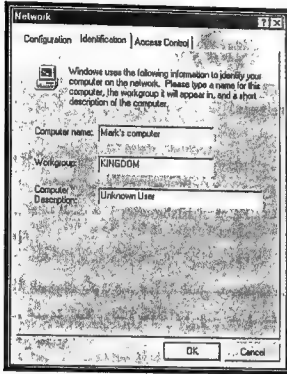 Network
Configuration Identification Access Control
Windows uses the following information to identify your
computer on the network. Please type a name for this
computer, the workgroup it will appear in, and a short
description of the computer.
Computer name: Mark's computer
Workgroup: KINGDOM
Computer
Description: Unknown User
OK Cancel